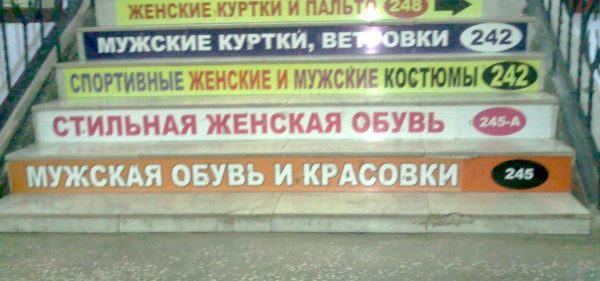 ЖЕНСКИЕ КУРТКИ И ПАЛЬТО 248
МУЖСКИЕ КУРТКИ, ВЕТРОВКИ 242
СПОРТИВНЫЕ ЖЕНСКИЕ И МУЖСКИЕ КОСТЮМЫ 242
СТИЛЬНАЯ ЖЕНСКАЯ ОБУВЬ 245-А
МУЖСКАЯ ОБУВЬ И КРАСОВКИ 245